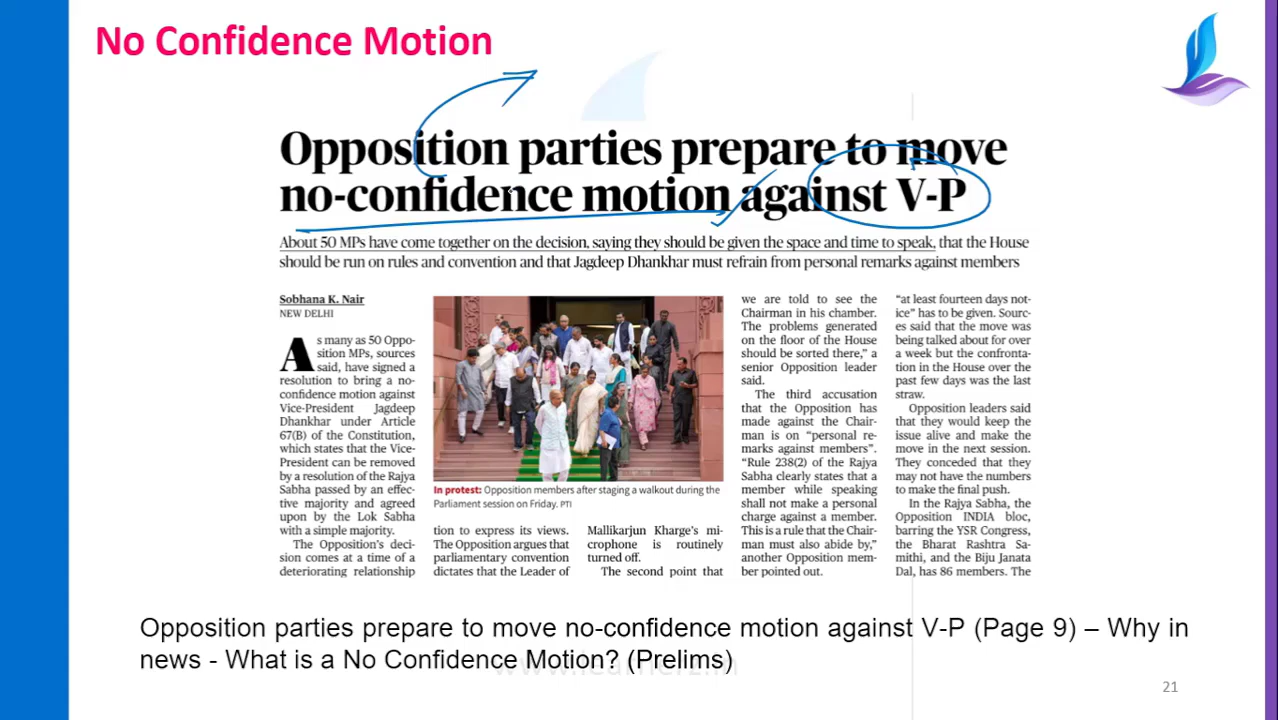 No Confidence Motion
Opposition parties prepare to move
no-confidence motion against V-P
About 50 MPs have come together on the decision, saying they should be given the space and time to speak, that the House
should be run on rules and convention and that Jagdeep Dhankhar must refrain from personal remarks against members
Sobhana K. Nair
NEW DELHI
As many as 50 Oppo-
sition MPs, sources
said, have signed a
resolution to bring a no-
confidence motion against
Vice-President Jagdeep
Dhankhar under Article
67(B) of the Constitution,
which states that the Vice-
President can be removed
by a resolution of the Rajya
Sabha passed by an effec-
tive majority and agreed
upon by the Lok Sabha
with a simple majority.
The Opposition's deci-
sion comes at a time of a
deteriorating relationship
In protest: Opposition members after staging a walkout during the
Parliament session on Friday. PTI
tion to express its views.
The Opposition argues that
parliamentary convention
dictates that the Leader of
Mallikarjun Kharge's mi-
crophone is routinely
turned off.
The second point that
we are told to see the
Chairman in his chamber.
The problems generated
on the floor of the House
should be sorted there," a
senior Opposition leader
said.
The third accusation
that the Opposition has
made against the Chair-
man is on "personal re-
marks against members".
"Rule 238(2) of the Rajya
Sabha clearly states that a
member while speaking
shall not make a personal
charge against a member.
This is a rule that the Chair-
man must also abide by,"
another Opposition mem-
ber pointed out.
"at least fourteen days not-
ice" has to be given. Sourc-
es said that the move was
being talked about for over
a week but the confronta-
tion in the House over the
past few days was the last
straw.
Opposition leaders said
that they would keep the
issue alive and make the
move in the next session.
They conceded that they
may not have the numbers
to make the final push.
In the Rajya Sabha, the
Opposition INDIA bloc,
barring the YSR Congress,
the Bharat Rashtra Sa-
mithi, and the Biju Janata
Dal, has 86 members. The
Opposition parties prepare to move no-confidence motion against V-P (Page 9) – Why in
news - What is a No Confidence Motion? (Prelims)
21